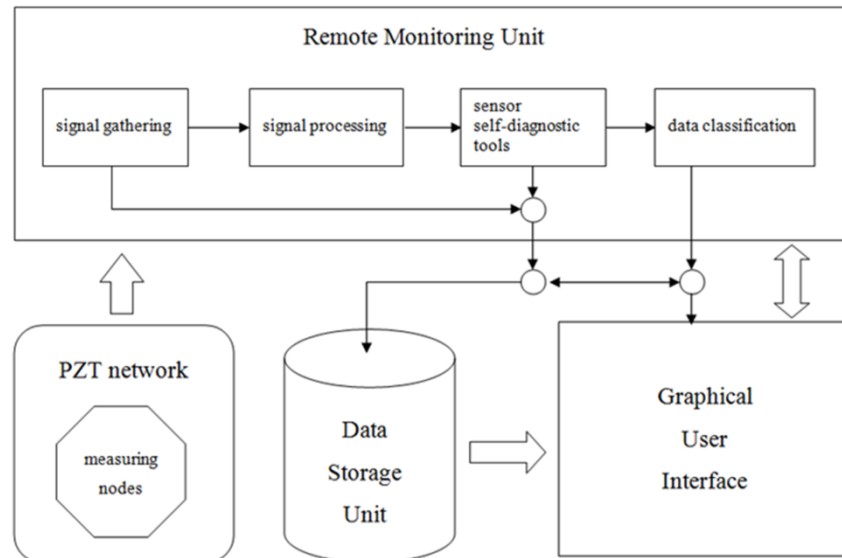 Remote Monitoring Unit
signal gathering
signal processing
sensor
self-diagnostic
tools
data classification
PZT network
measuring
nodes
Data
Storage
Unit
Graphical
User
Interface